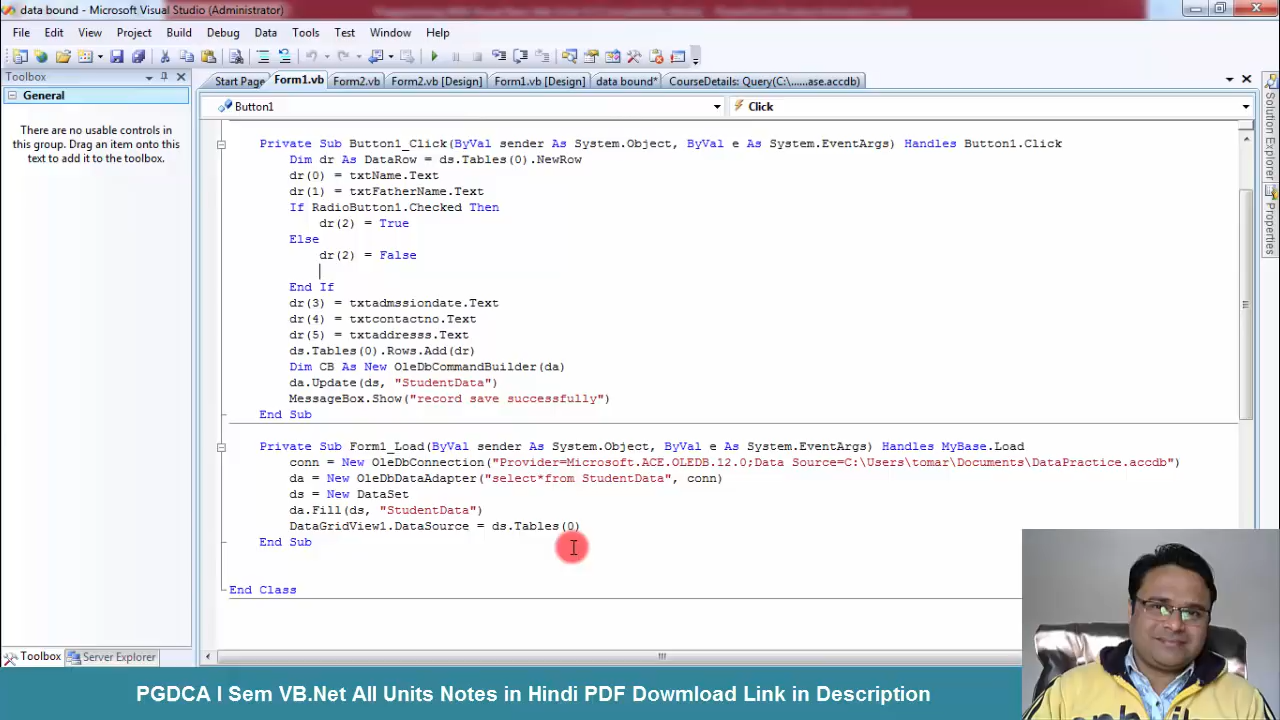 data bound - Microsoft Visual Studio (Administrator)
File Edit View Project Build Debug Data Tools Test Window Help
Toolbox
Start Page Form1.vb Form2.vb Form2.vb [Design] Form1.vb [Design] data bound* CourseDetails: Query(C:\......ase.accdb)
General
Button1 Click
There are no usable controls in
this group. Drag an item onto this
text to add it to the toolbox.
Solution Explorer
Properties
Private Sub Button1_Click(ByVal sender As System.Object, ByVal e As System.EventArgs) Handles Button1.Click
Dim dr As DataRow = ds.Tables(0).NewRow
dr(0) = txtName.Text
dr(1) = txtFatherName.Text
If RadioButton1.Checked Then
dr(2) = True
Else
dr(2) = False
End If
dr(3) = txtadmssiondate.Text
dr(4) = txtcontactno.Text
dr(5) = txtaddresss.Text
ds.Tables(0).Rows.Add(dr)
Dim CB As New OleDbCommandBuilder(da)
da.Update(ds, "StudentData")
MessageBox.Show("record save successfully")
End Sub
Private Sub Form1_Load(ByVal sender As System.Object, ByVal e As System.EventArgs) Handles MyBase.Load
conn = New OleDbConnection("Provider=Microsoft.ACE.OLEDB.12.0;Data Source=C:\Users\tomar\Documents\DataPractice.accdb")
da = New OleDbDataAdapter("select*from StudentData", conn)
ds = New DataSet
da.Fill(ds, "StudentData")
DataGridView1.DataSource = ds.Tables(0)
End Sub
End Class
Toolbox Server Explorer
PGDCA I Sem VB.Net All Units Notes in Hindi PDF Dowmload Link in Description